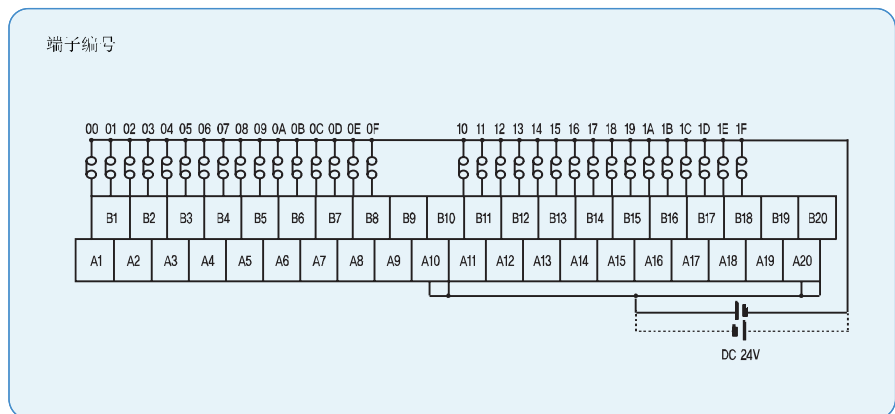 端子编号
00 01 02 03 04 05 06 07 08 09 0A 0B 0C 0D 0E 0F 10 11 12 13 14 15 16 17 18 19 1A 1B 1C 1D 1E 1F
B1 B2 B3 B4 B5 B6 B7 B8 B9 B10 B11 B12 B13 B14 B15 B16 B17 B18 B19 B20
A1 A2 A3 A4 A5 A6 A7 A8 A9 A10 A11 A12 A13 A14 A15 A16 A17 A18 A19 A20
DC 24V